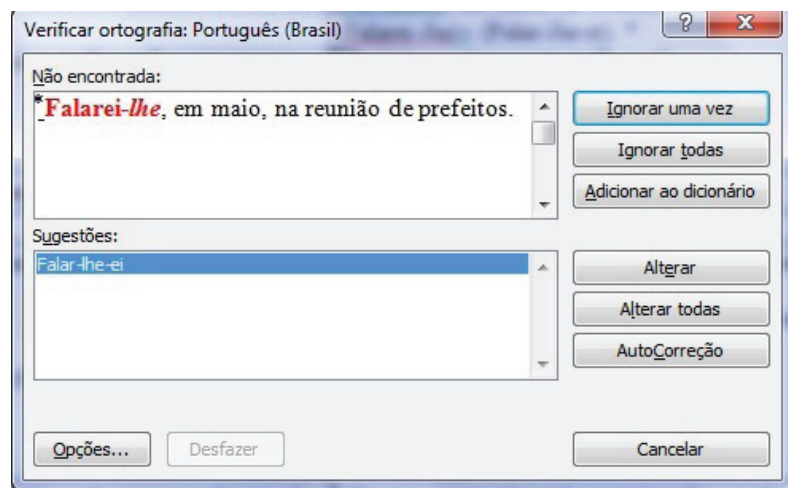 Verificar ortografia: Português (Brasil)
Não encontrada:
*Falarei-lhe, em maio, na reunião de prefeitos.
Ignorar uma vez
Ignorar todas
Adicionar ao dicionário
Sugestões:
Falar-lhe-ei
Alterar
Alterar todas
AutoCorreção
Opções...
Desfazer
Cancelar